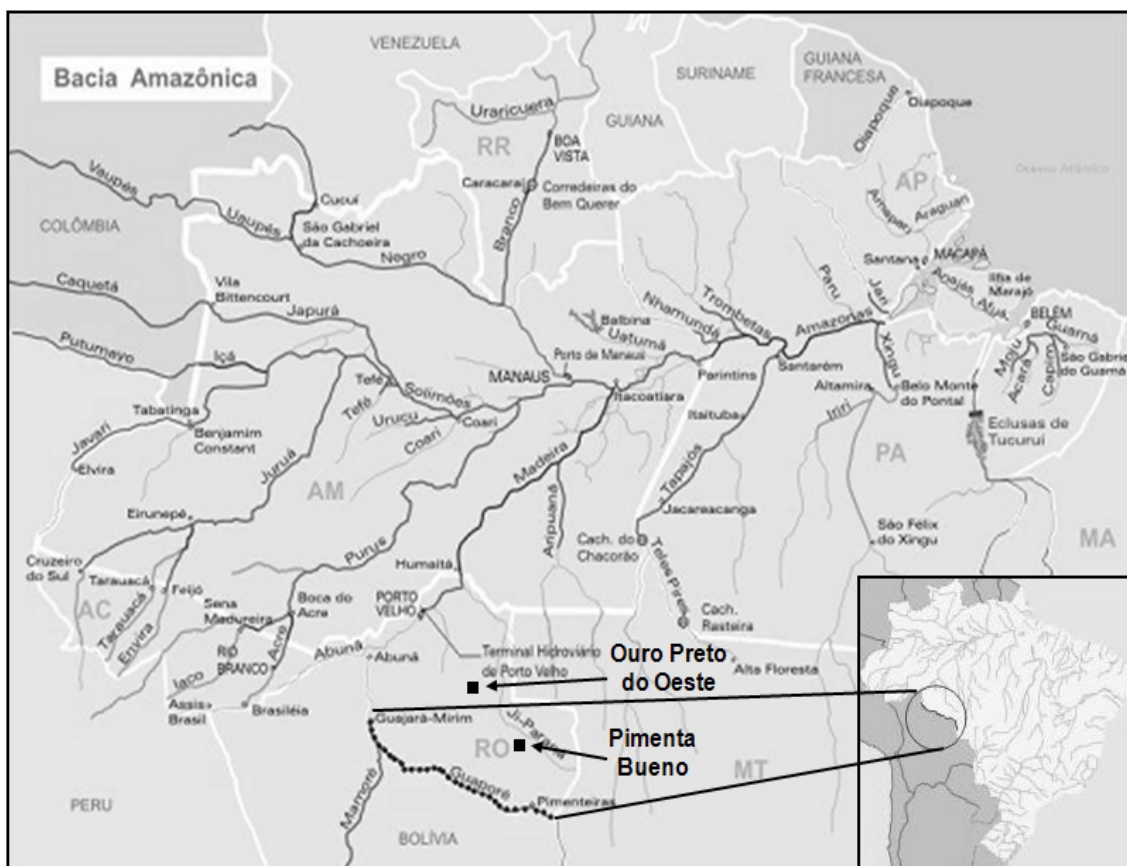 Bacia Amazônica
VENEZUELA
SURINAME
GUIANA
FRANCESA
GUIANA
COLÔMBIA
PERU
BOLÍVIA
RR
AP
AM
PA
MA
AC
RO
MT
Oceano Atlântico
Uraricuera
BOA
VISTA
Caracaraí
Corredeiras do
Bem Querer
Branco
Oiapoque
Oiapoque
Amapari
Araguari
Vaupés
Uaupés
Cucuí
São Gabriel
da Cachoeira
Negro
Santana
MACAPÁ
Anajás
Ilha de
Marajó
Caquetá
Vila
Bittencourt
Japurá
Balbina
Uatumã
Nhamundá
Trombetas
Paru
Jari
Amazonas
BELÉM
Guamá
Moju
Acará
Capim
São Gabriel
do Guamá
Putumayo
Içá
Porto de Manaus
MANAUS
Itacoatiara
Parintins
Santarém
Xingu
Altamira
Belo Monte
do Pontal
Tefé
Tefé
Solimões
Urucu
Coari
Coari
Tabatinga
Benjamim
Constant
Javari
Elvira
Juruá
Itaituba
Iriri
Eclusas de
Tucuruí
Madeira
Tapajós
Jacareacanga
Aripuanã
Eirunepé
Purus
Cach. do
Chacorão
São Félix
do Xingu
Cruzeiro
do Sul
Tarauacá
Feijó
Humaitá
Teles Pires
Tarauacá
Envira
Sena
Madureira
Boca do
Acre
PORTO
VELHO
Cach.
Rasteira
RIO
BRANCO
Acre
Abunã
Abunã
Terminal Hidroviário
de Porto Velho
Alta Floresta
Iaco
Assis
Brasil
Brasiléia
Ouro Preto
do Oeste
Guajará-Mirim
Ji-Paraná
Pimenta
Bueno
Guaporé
Mamoré
Pimenteiras